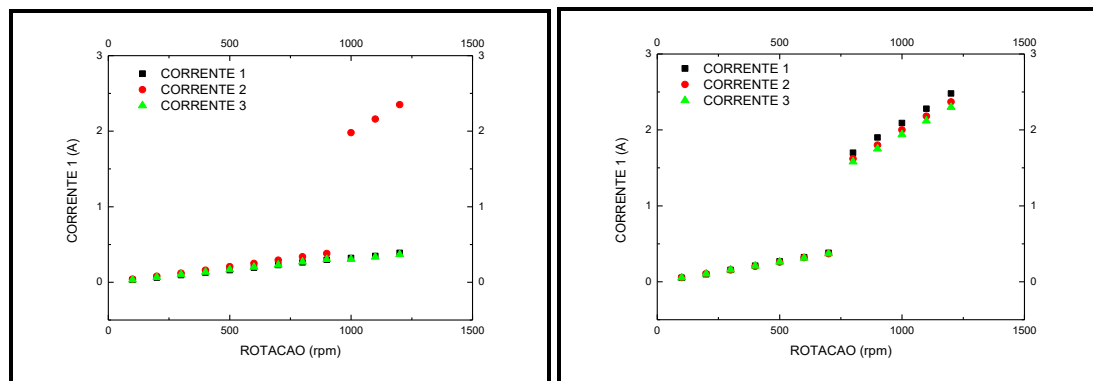 0 500 1000 1500
3 3
CORRENTE 1
CORRENTE 2
CORRENTE 3
2 2
CORRENTE 1 (A)
1 1
0 0
0 500 1000 1500
ROTACAO (rpm)
0 500 1000 1500
3 3
CORRENTE 1
CORRENTE 2
CORRENTE 3
2 2
CORRENTE 1 (A)
1 1
0 0
0 500 1000 1500
ROTACAO (rpm)